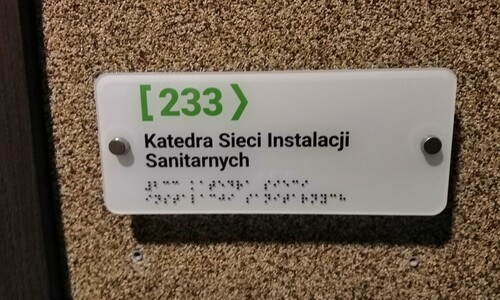 [233⟩
Katedra Sieci Instalacji
Sanitarnych